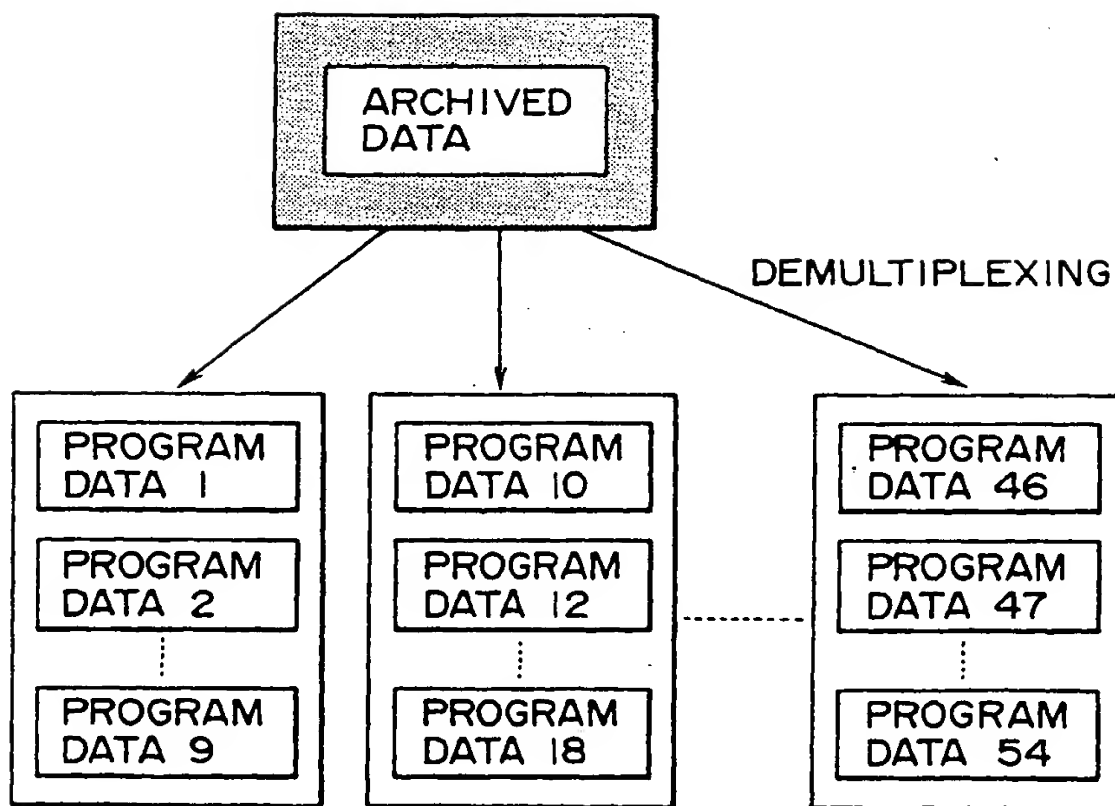 ARCHIVED
DATA
DEMULTIPLEXING
PROGRAM
DATA 1
PROGRAM
DATA 2
PROGRAM
DATA 9
PROGRAM
DATA 10
PROGRAM
DATA 12
PROGRAM
DATA 18
PROGRAM
DATA 46
PROGRAM
DATA 47
PROGRAM
DATA 54